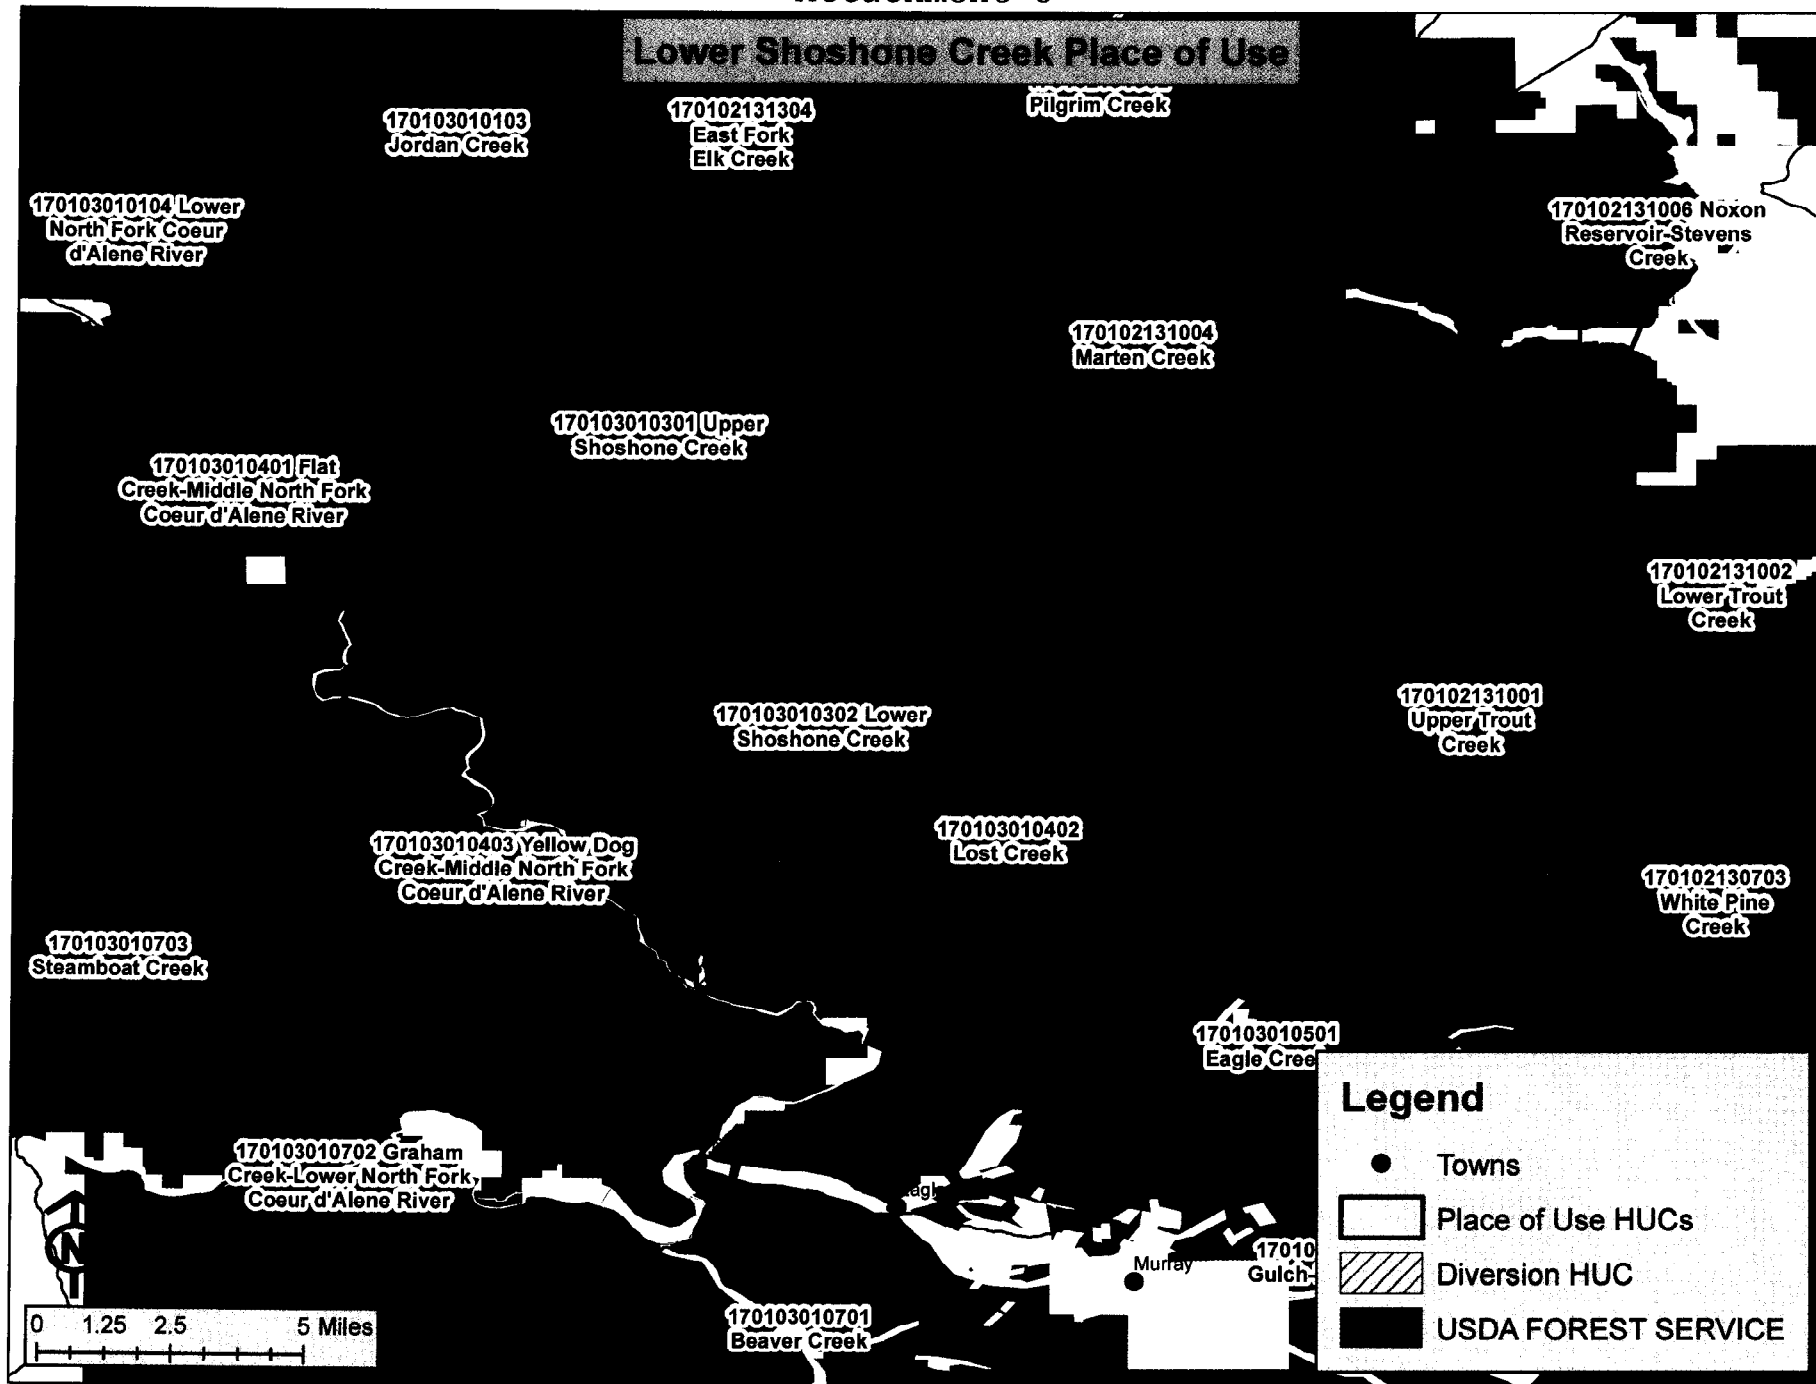 Lower Shoshone Creek Place of Use
Pilgrim Creek
170103010103
Jordan Creek
170102131304
East Fork
Elk Creek
170103010104 Lower
North Fork Coeur
d'Alene River
170102131006 Noxon
Reservoir-Stevens
Creek
170102131004
Marten Creek
170103010301 Upper
Shoshone Creek
170103010401 Flat
Creek-Middle North Fork
Coeur d'Alene River
170102131002
Lower Trout
Creek
170102131001
Upper Trout
Creek
170103010302 Lower
Shoshone Creek
170103010402
Lost Creek
170103010403 Yellow Dog
Creek-Middle North Fork
Coeur d'Alene River
170102130703
White Pine
Creek
170103010703
Steamboat Creek
170103010501
Eagle Cree
170103010702 Graham
Creek-Lower North Fork
Coeur d'Alene River
Murray
17010
Gulch-
170103010701
Beaver Creek
N
0 1.25 2.5 5 Miles
Legend
Towns
Place of Use HUCs
Diversion HUC
USDA FOREST SERVICE